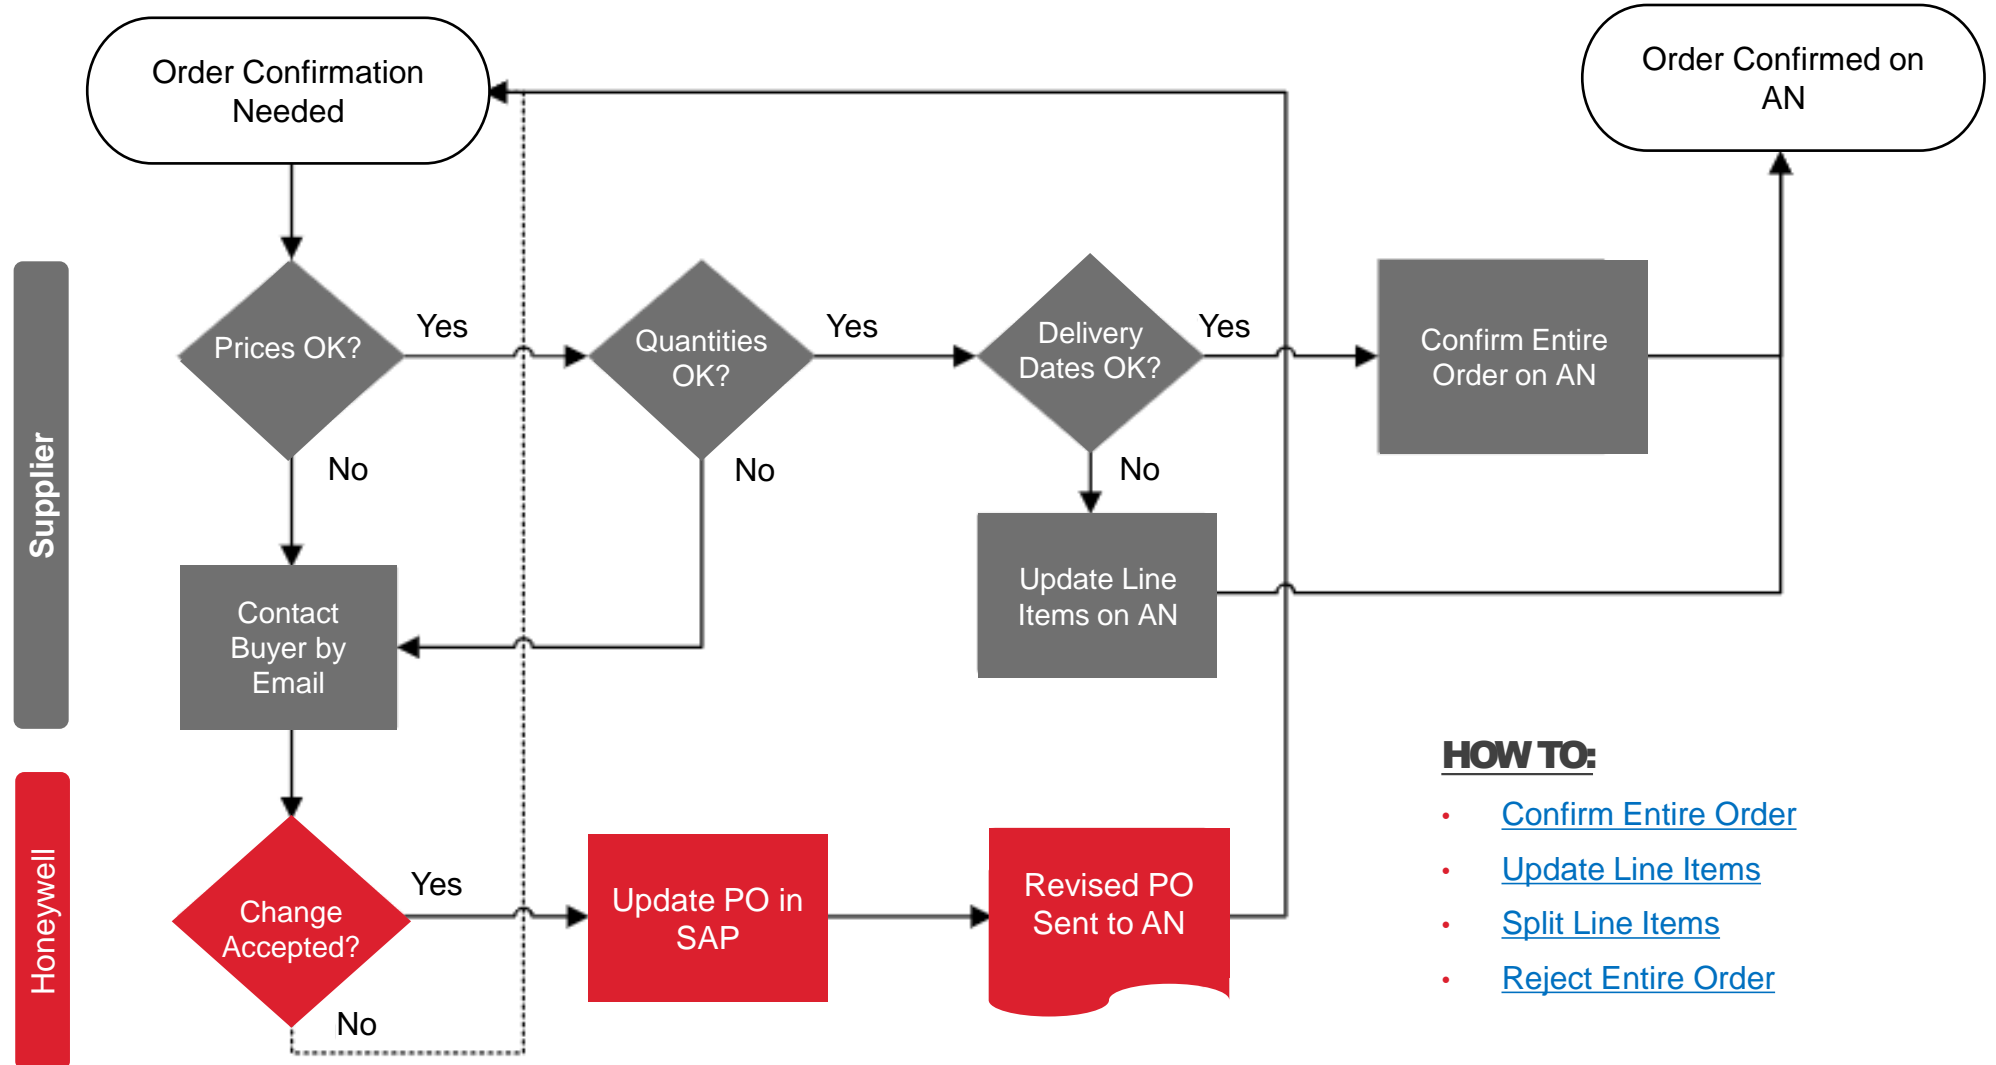 Order Confirmation
Needed
Order Confirmed on
AN
Supplier
Prices OK?
Yes
No
Quantities
OK?
Yes
No
Delivery
Dates OK?
Yes
No
Confirm Entire
Order on AN
Contact
Buyer by
Email
Update Line
Items on AN
Honeywell
Change
Accepted?
Yes
No
Update PO in
SAP
Revised PO
Sent to AN
HOW TO:
• Confirm Entire Order
• Update Line Items
• Split Line Items
• Reject Entire Order